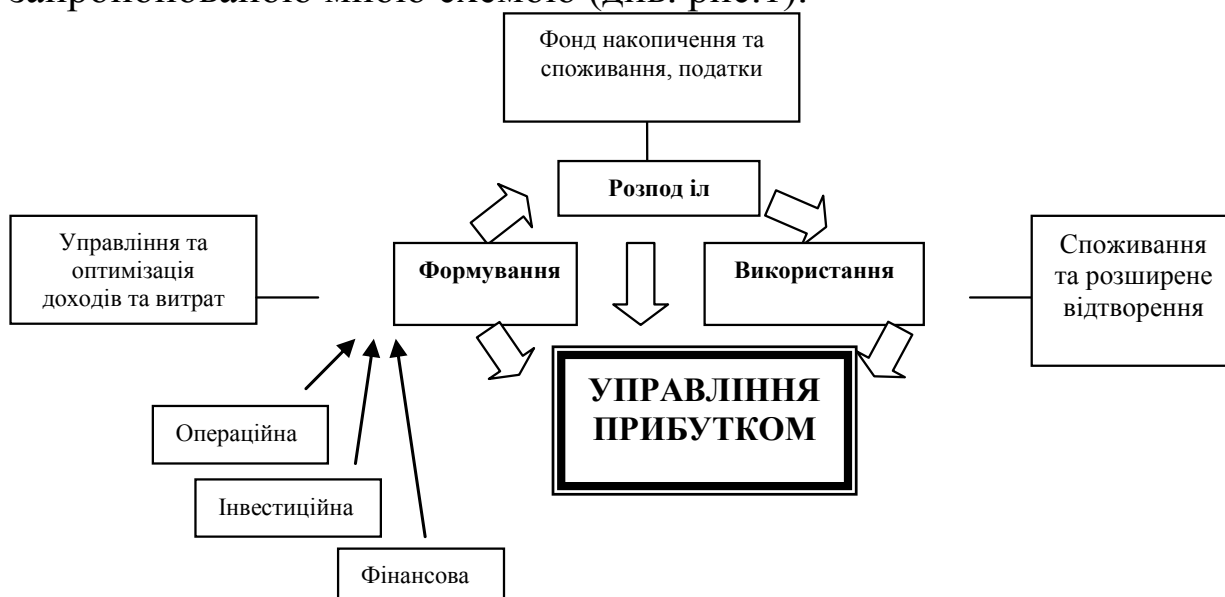 запропонованою мною схемою (див. рис.1).
Фонд накопичення та
споживання, податки
Розпод іл
Управління та
оптимізація
доходів та витрат
Формування
Використання
Споживання
та розширене
відтворення
УПРАВЛІННЯ
ПРИБУТКОМ
Операційна
Інвестиційна
Фінансова